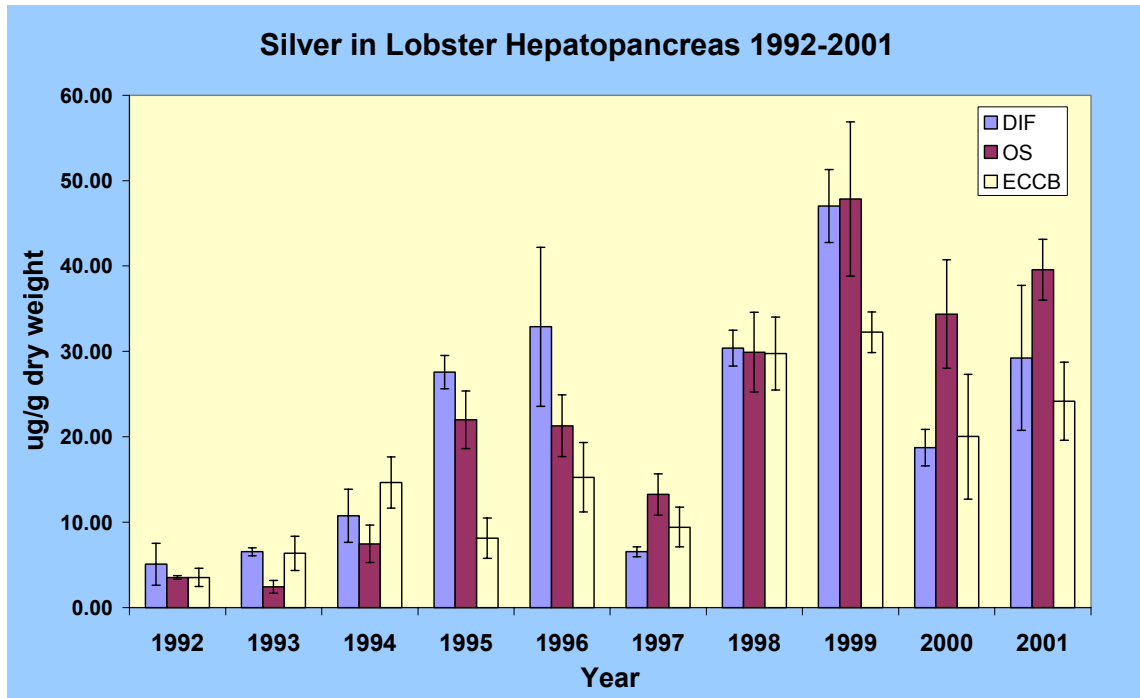 Silver in Lobster Hepatopancreas 1992-2001
60.00
50.00
40.00
30.00
20.00
10.00
0.00
ug/g dry weight
DIF
OS
ECCB
1992 1993 1994 1995 1996 1997 1998 1999 2000 2001
Year